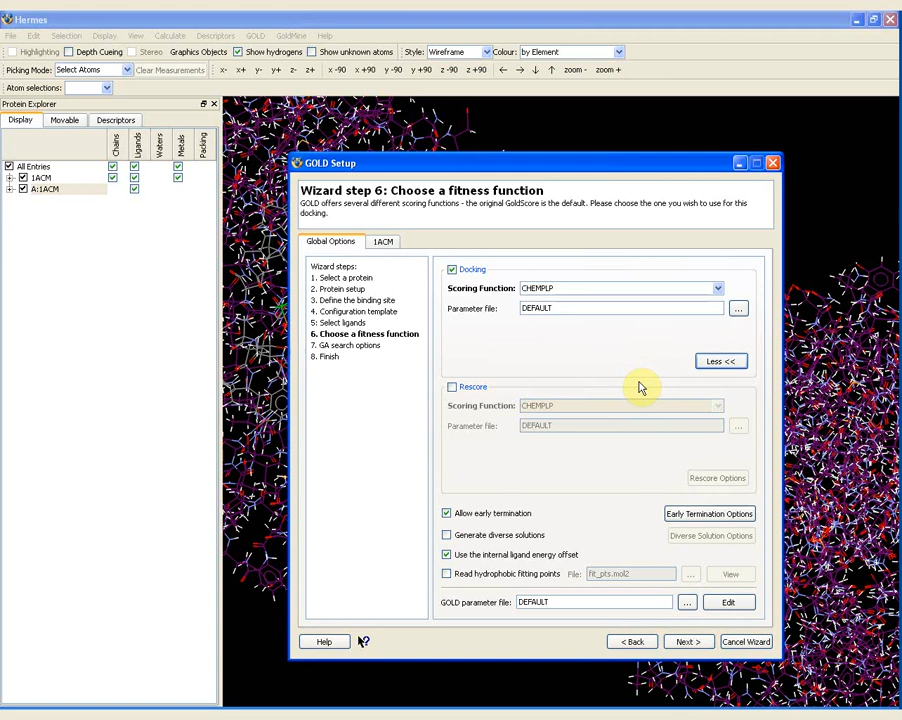 Hermes
File Edit Selection Display View Calculate Descriptors GOLD GoldMine Help
Highlighting Depth Cueing Stereo Graphics Objects Show hydrogens Show unknown atoms Style: Wireframe Colour: by Element
Picking Mode: Select Atoms Clear Measurements x- x+ y- y+ z- z+ x -90 x +90 y -90 y +90 z -90 z +90 zoom - zoom +
Atom selections:
Protein Explorer
Display Movable Descriptors
Chains Ligands Waters Metals Packing
All Entries
1ACM
A:1ACM
GOLD Setup
Wizard step 6: Choose a fitness function
GOLD offers several different scoring functions - the original GoldScore is the default. Please choose the one you wish to use for this
docking.
Global Options 1ACM
Wizard steps:
1. Select a protein
2. Protein setup
3. Define the binding site
4. Configuration template
5: Select ligands
6. Choose a fitness function
7. GA search options
8. Finish
Docking
Scoring Function: CHEMPLP
Parameter file: DEFAULT ...
Less <<
Rescore
Scoring Function: CHEMPLP
Parameter file: DEFAULT ...
Rescore Options
Allow early termination Early Termination Options
Generate diverse solutions Diverse Solution Options
Use the internal ligand energy offset
Read hydrophobic fitting points File: fit_pts.mol2 ... View
GOLD parameter file: DEFAULT ... Edit
Help ? < Back Next > Cancel Wizard